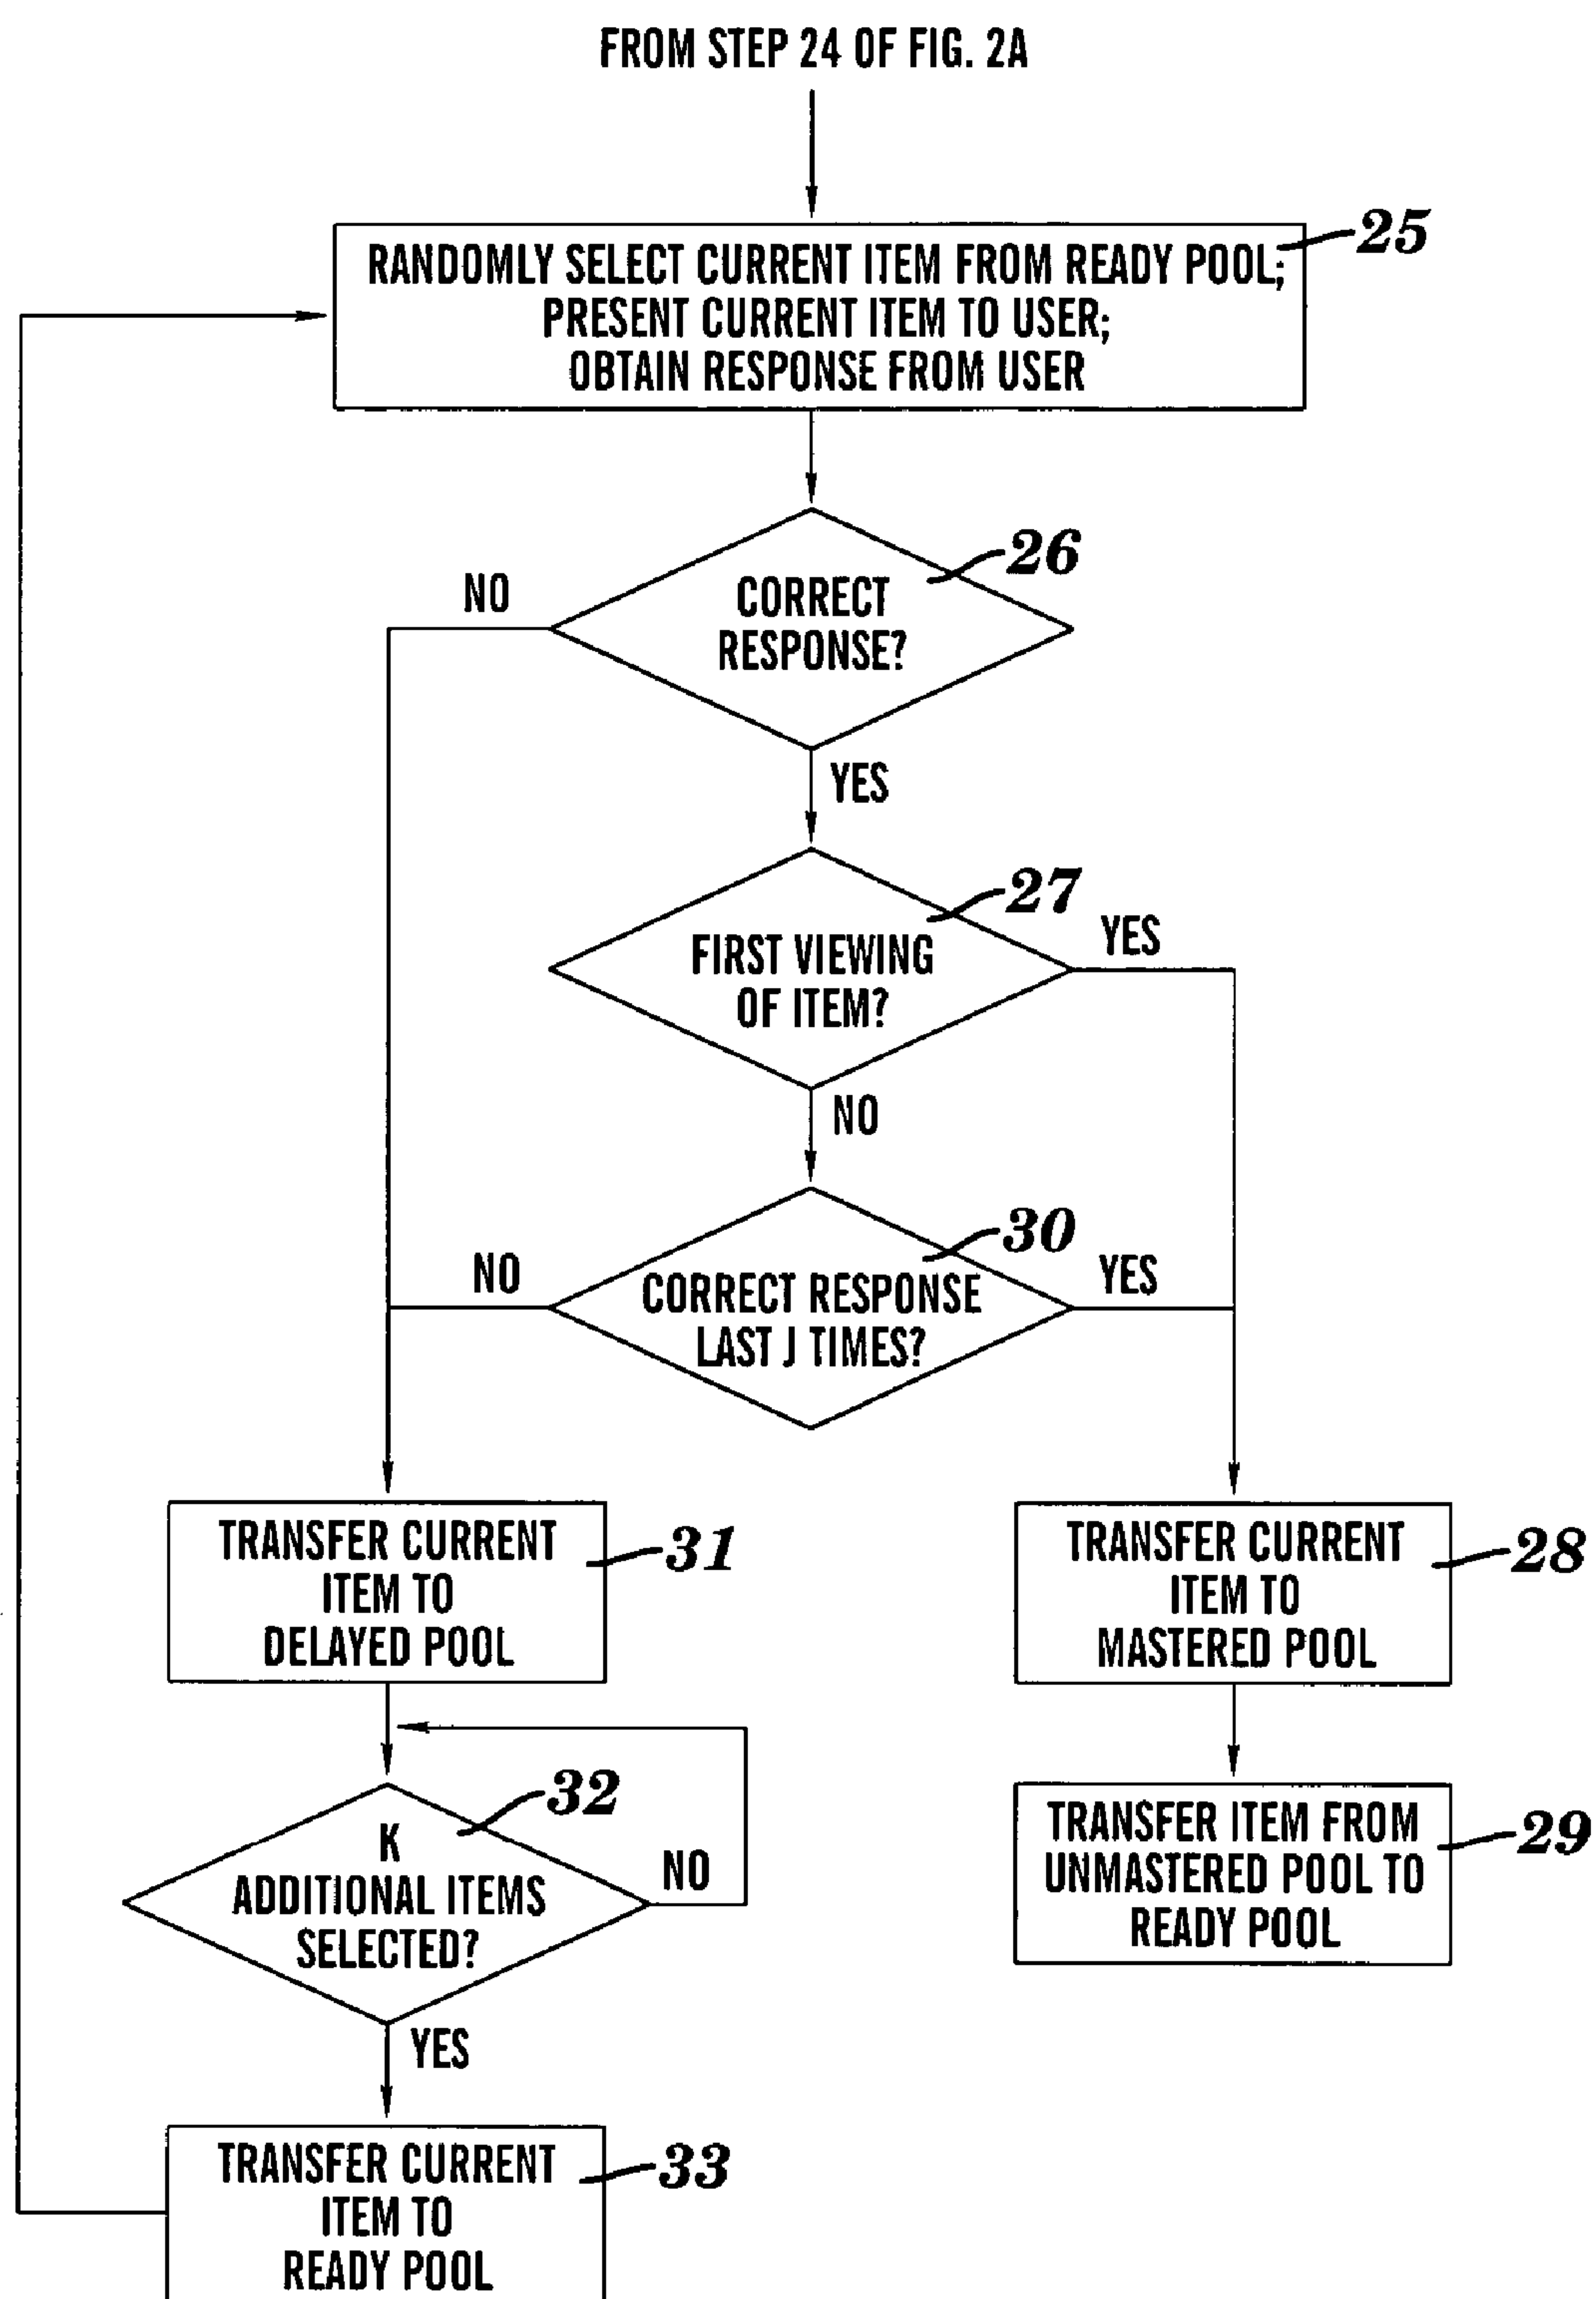 FROM STEP 24 OF FIG. 2A
25
RANDOMLY SELECT CURRENT ITEM FROM READY POOL;
PRESENT CURRENT ITEM TO USER;
OBTAIN RESPONSE FROM USER
26
NO
CORRECT
RESPONSE?
YES
27
YES
FIRST VIEWING
OF ITEM?
NO
30
NO
YES
CORRECT RESPONSE
LAST J TIMES?
TRANSFER CURRENT
ITEM TO
DELAYED POOL
31
TRANSFER CURRENT
ITEM TO
MASTERED POOL
28
32
K
ADDITIONAL ITEMS
SELECTED?
NO
TRANSFER ITEM FROM
UNMASTERED POOL TO
READY POOL
29
YES
TRANSFER CURRENT
ITEM TO
READY POOL
33